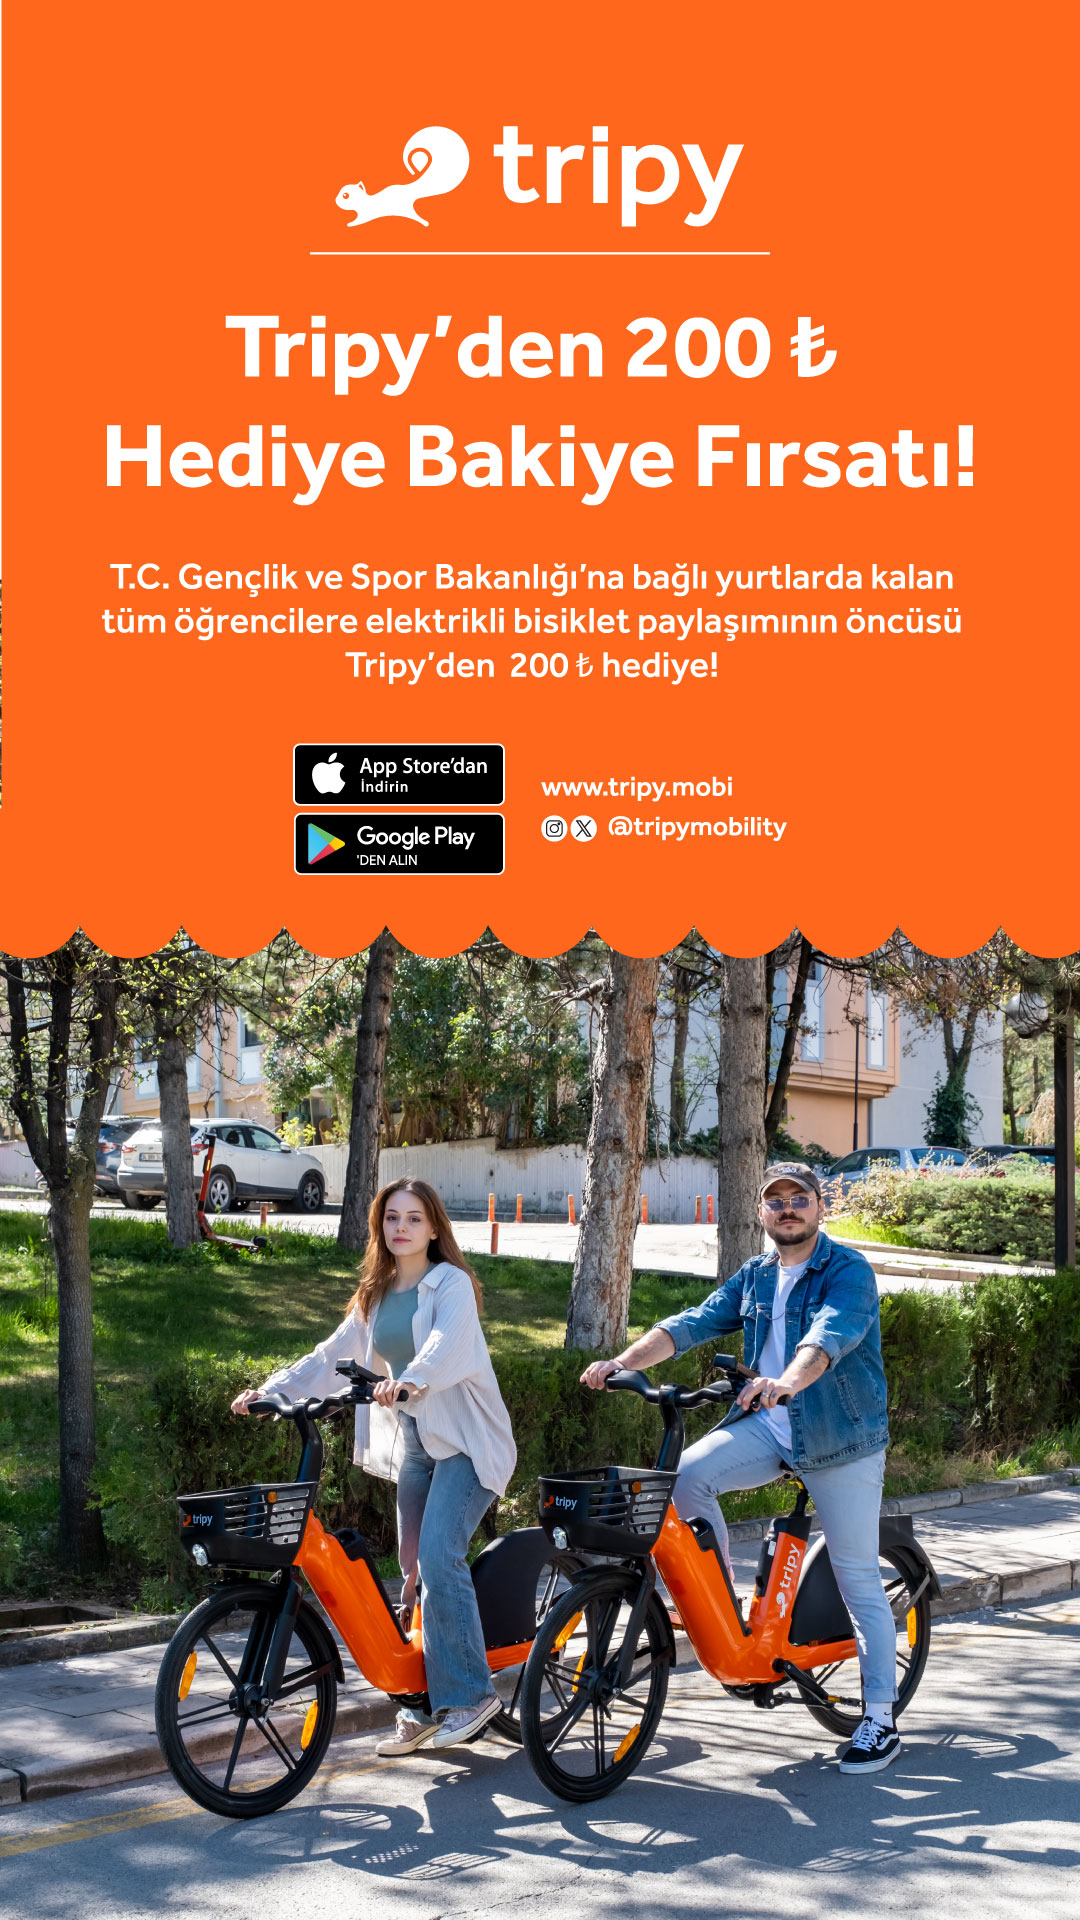 tripy
Tripy’den 200 ₺
Hediye Bakiye Fırsatı!
T.C. Gençlik ve Spor Bakanlığı’na bağlı yurtlarda kalan
tüm öğrencilere elektrikli bisiklet paylaşımının öncüsü
Tripy’den 200 ₺ hediye!
App Store’dan
İndirin
Google Play
’DEN ALIN
www.tripy.mobi
@tripymobility
tripy
tripy
tripy